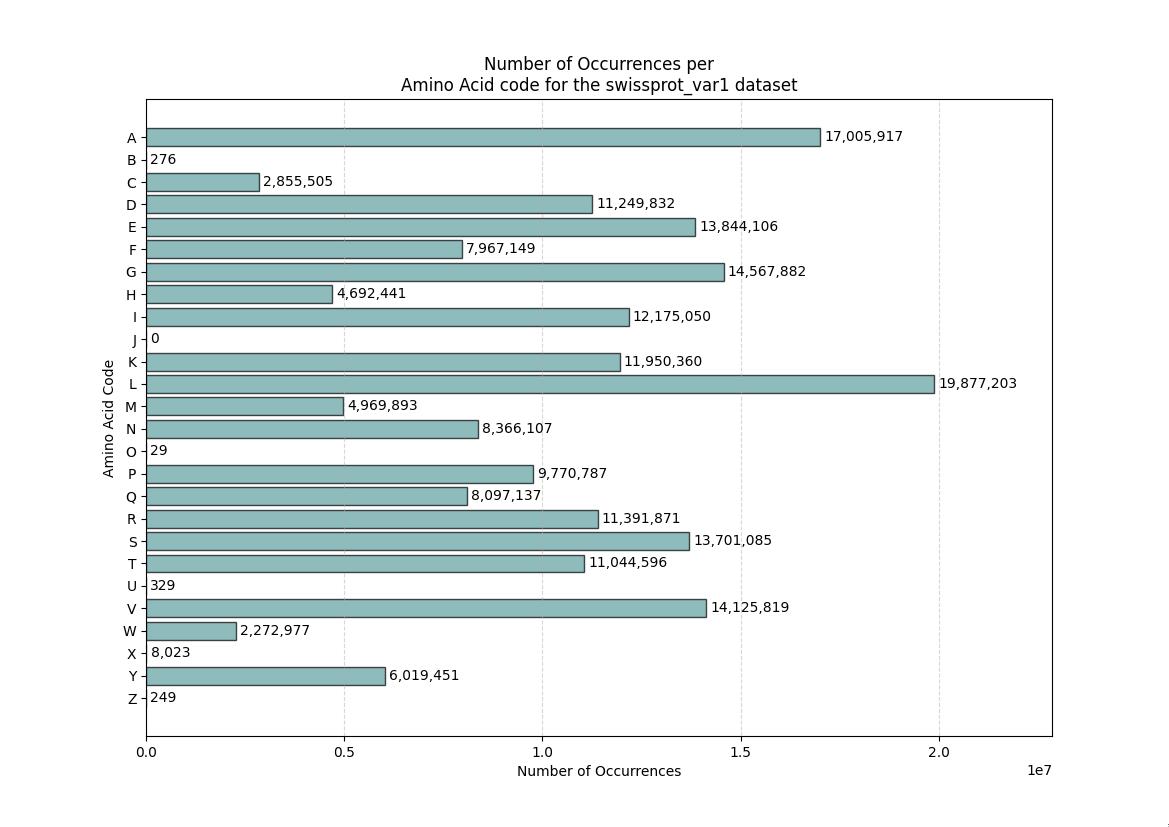 Number of Occurrences per
Amino Acid code for the swissprot_var1 dataset
Amino Acid Code
A 17,005,917
B 276
C 2,855,505
D 11,249,832
E 13,844,106
F 7,967,149
G 14,567,882
H 4,692,441
I 12,175,050
J 0
K 11,950,360
L 19,877,203
M 4,969,893
N 8,366,107
O 29
P 9,770,787
Q 8,097,137
R 11,391,871
S 13,701,085
T 11,044,596
U 329
V 14,125,819
W 2,272,977
X 8,023
Y 6,019,451
Z 249
0.0 0.5 1.0 1.5 2.0
Number of Occurrences
1e7